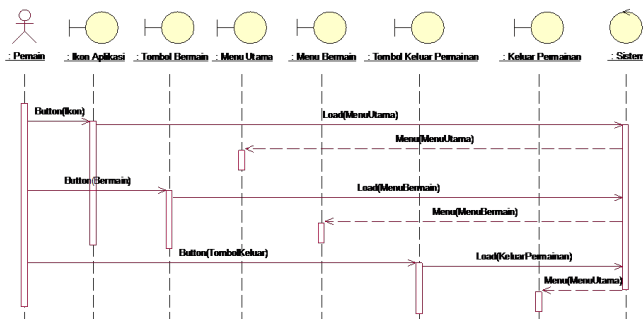 : Pemain
: Ikon Aplikasi
: Tombol Bermain
: Menu Utama
: Menu Bermain
: Tombol Keluar Permainan
: Keluar Permainan
: Sistem
Button(Ikon)
Load(MenuUtama)
Menu(MenuUtama)
Button(Bermain)
Load(MenuBermain)
Menu(MenuBermain)
Button(TombolKeluar)
Load(KeluarPermainan)
Menu(MenuUtama)